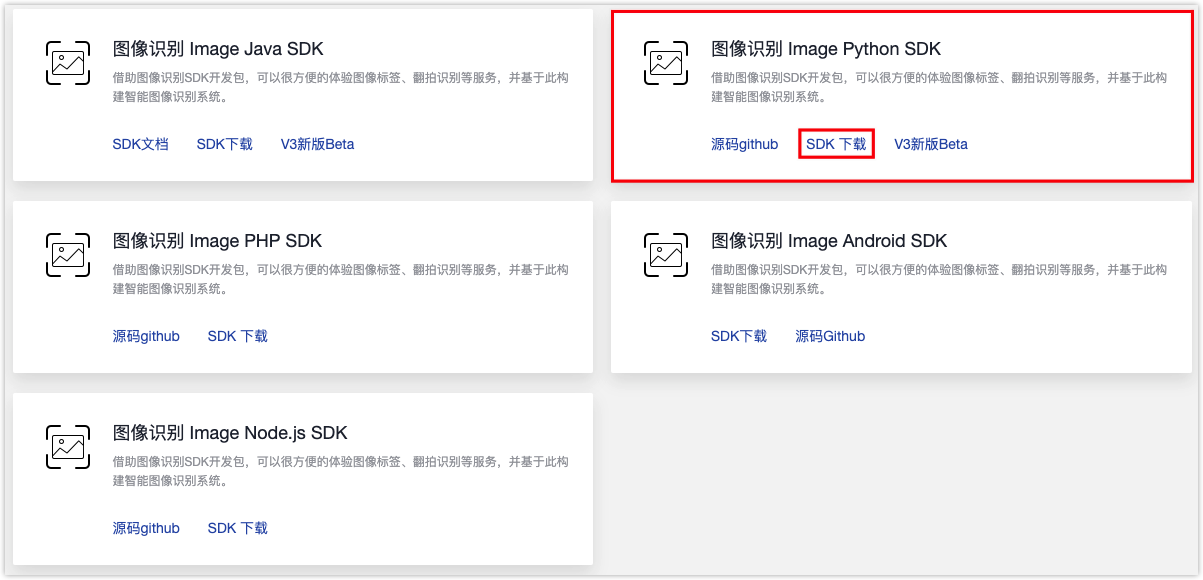 图像识别 Image Java SDK
借助图像识别SDK开发包，可以很方便的体验图像标签、翻拍识别等服务，并基于此构
建智能图像识别系统。
SDK文档 SDK下载 V3新版Beta
图像识别 Image Python SDK
借助图像识别SDK开发包，可以很方便的体验图像标签、翻拍识别等服务，并基于此构
建智能图像识别系统。
源码github SDK 下载 V3新版Beta
图像识别 Image PHP SDK
借助图像识别SDK开发包，可以很方便的体验图像标签、翻拍识别等服务，并基于此构
建智能图像识别系统。
源码github SDK 下载
图像识别 Image Android SDK
借助图像识别SDK开发包，可以很方便的体验图像标签、翻拍识别等服务，并基于此构
建智能图像识别系统。
SDK下载 源码Github
图像识别 Image Node.js SDK
借助图像识别SDK开发包，可以很方便的体验图像标签、翻拍识别等服务，并基于此构
建智能图像识别系统。
源码github SDK 下载